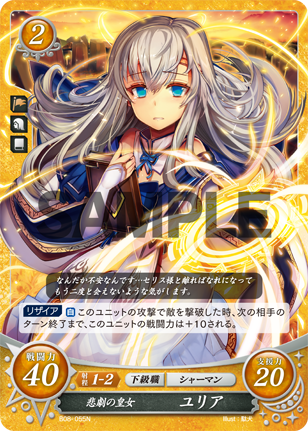 2
SAMPLE
なんだか不安なんです…セリス様と離ればなれになって
もう二度と会えないような気がします。
リザイア 自 このユニットの攻撃で敵を撃破した時、次の相手の
ターン終了まで、このユニットの戦闘力は+10される。
戦闘力
40
射程 1-2 下級職 シャーマン
支援力
20
悲劇の皇女 ユリア
B06-055N